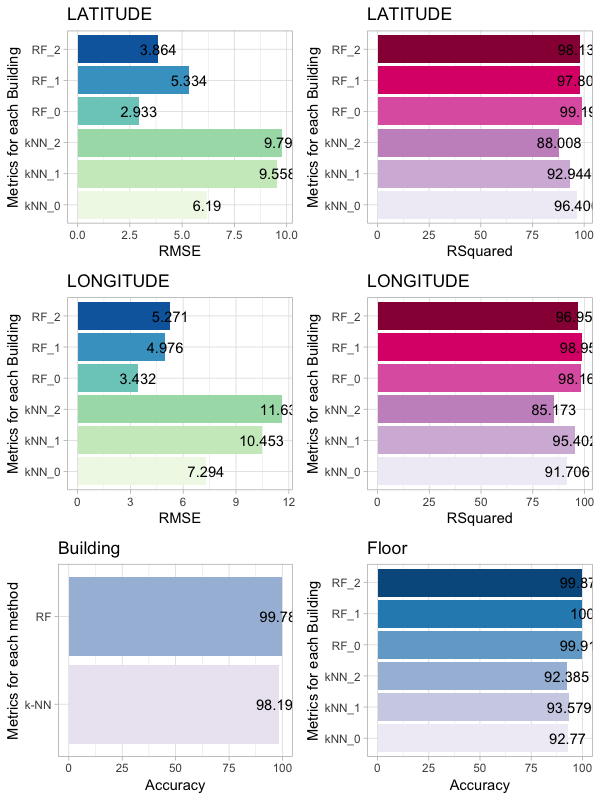 LATITUDE
Metrics for each Building
RF_2
RF_1
RF_0
kNN_2
kNN_1
kNN_0
3.864
5.334
2.933
9.79
9.558
6.19
0.0 2.5 5.0 7.5 10.0
RMSE
LATITUDE
Metrics for each Building
RF_2
RF_1
RF_0
kNN_2
kNN_1
kNN_0
98.13
97.80
99.19
88.008
92.944
96.40
0 25 50 75 100
RSquared
LONGITUDE
Metrics for each Building
RF_2
RF_1
RF_0
kNN_2
kNN_1
kNN_0
5.271
4.976
3.432
11.63
10.453
7.294
0 3 6 9 12
RMSE
LONGITUDE
Metrics for each Building
RF_2
RF_1
RF_0
kNN_2
kNN_1
kNN_0
96.95
98.95
98.16
85.173
95.402
91.706
0 25 50 75 100
RSquared
Building
Metrics for each method
RF
k-NN
99.78
98.19
0 25 50 75 100
Accuracy
Floor
Metrics for each Building
RF_2
RF_1
RF_0
kNN_2
kNN_1
kNN_0
99.87
100
99.91
92.385
93.579
92.77
0 25 50 75 100
Accuracy